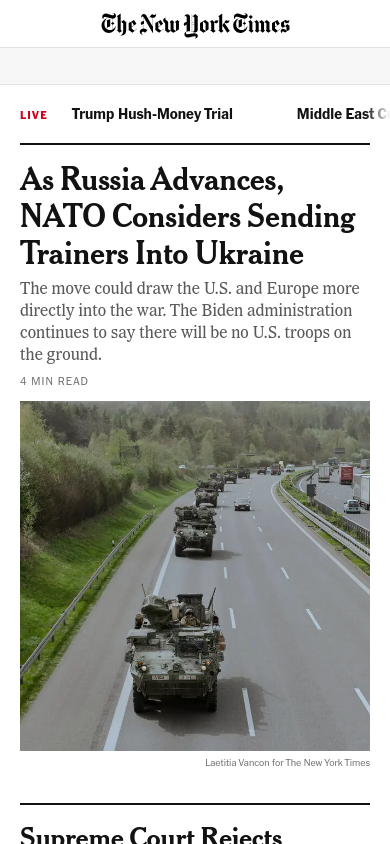 The New York Times
LIVE
Trump Hush-Money Trial
Middle East C
As Russia Advances,
NATO Considers Sending
Trainers Into Ukraine
The move could draw the U.S. and Europe more
directly into the war. The Biden administration
continues to say there will be no U.S. troops on
the ground.
4 MIN READ
Laetitia Vancon for The New York Times
Supreme Court Rejects